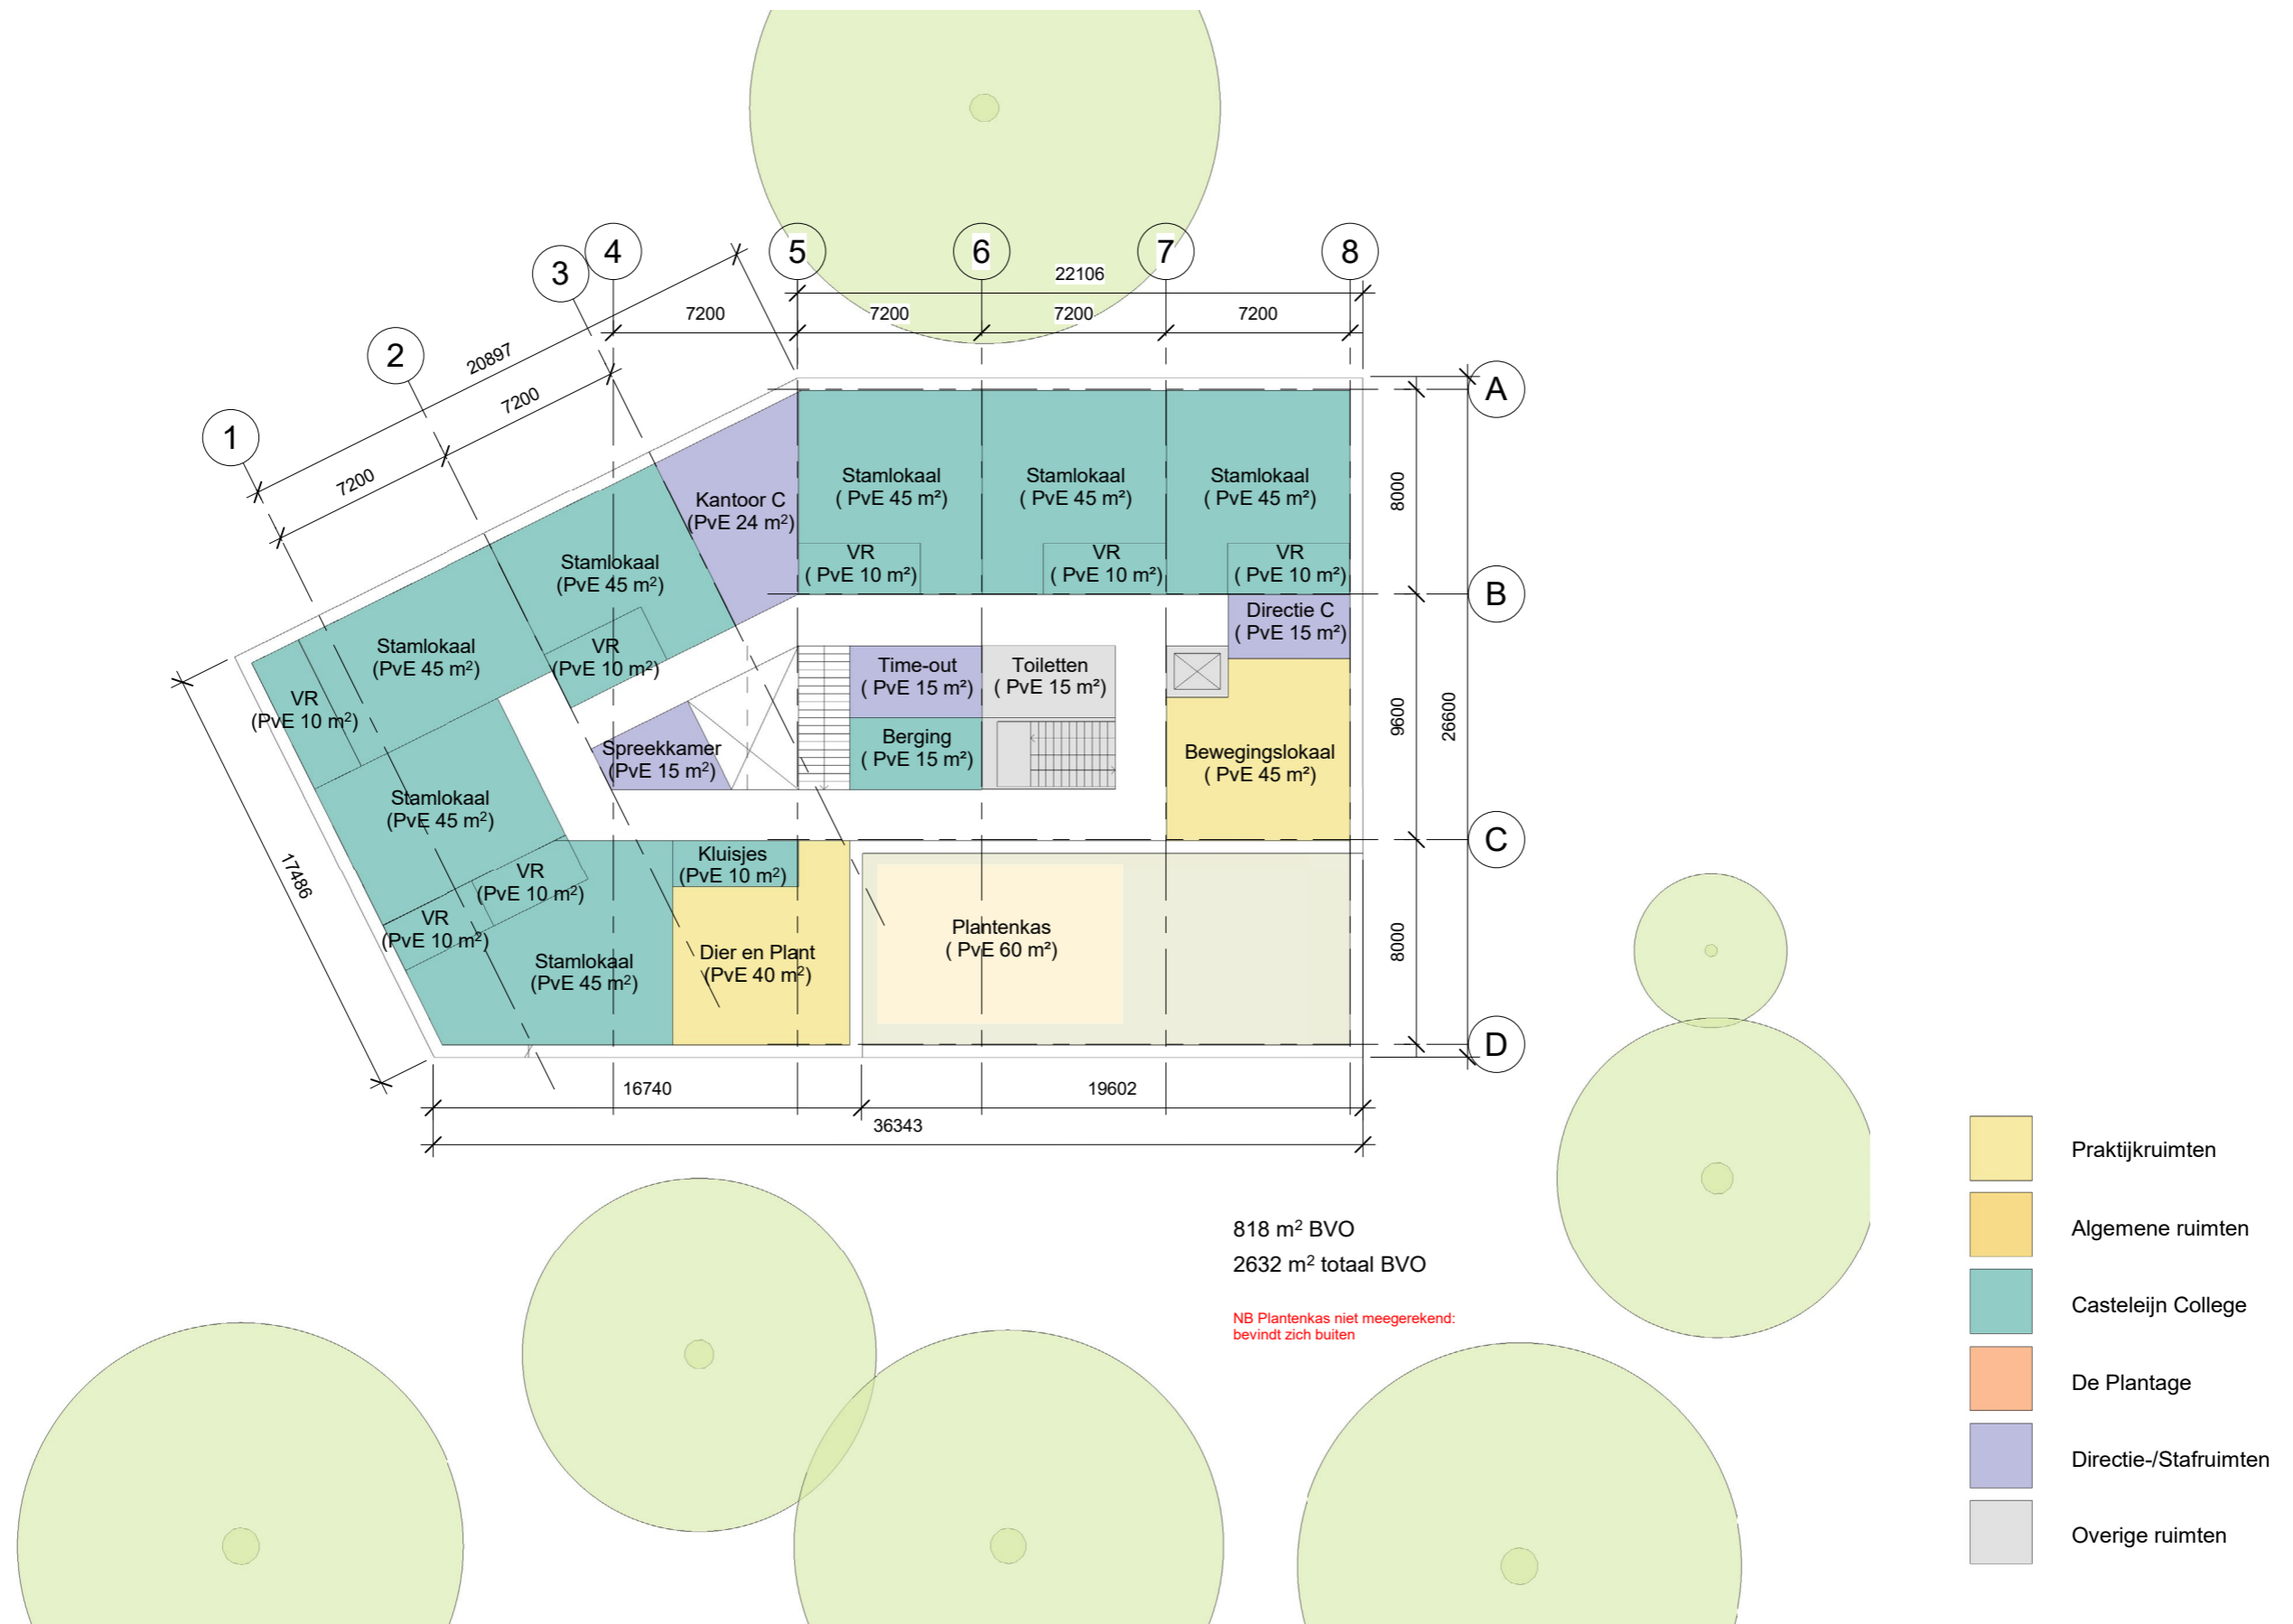 4
5
6
7
8
3
22106
7200
7200
7200
7200
2
20897
7200
A
1
7200
Stamlokaal
( PvE 45 m²)
Stamlokaal
( PvE 45 m²)
Stamlokaal
( PvE 45 m²)
8000
Kantoor C
(PvE 24 m²)
VR
( PvE 10 m²)
VR
( PvE 10 m²)
VR
( PvE 10 m²)
Stamlokaal
(PvE 45 m²)
B
Directie C
( PvE 15 m²)
Stamlokaal
(PvE 45 m²)
VR
(PvE 10 m²)
Time-out
( PvE 15 m²)
Toiletten
( PvE 15 m²)
VR
(PvE 10 m²)
9600
26600
Spreekkamer
(PvE 15 m²)
Berging
( PvE 15 m²)
Bewegingslokaal
( PvE 45 m²)
Stamlokaal
(PvE 45 m²)
C
17486
Kluisjes
(PvE 10 m²)
VR
(PvE 10 m²)
VR
(PvE 10 m²)
Plantenkas
( PvE 60 m²)
8000
Dier en Plant
(PvE 40 m²)
Stamlokaal
(PvE 45 m²)
D
16740
19602
36343
818 m² BVO
2632 m² totaal BVO
NB Plantenkas niet meegerekend:
bevindt zich buiten
Praktijkruimten
Algemene ruimten
Casteleijn College
De Plantage
Directie-/Stafruimten
Overige ruimten